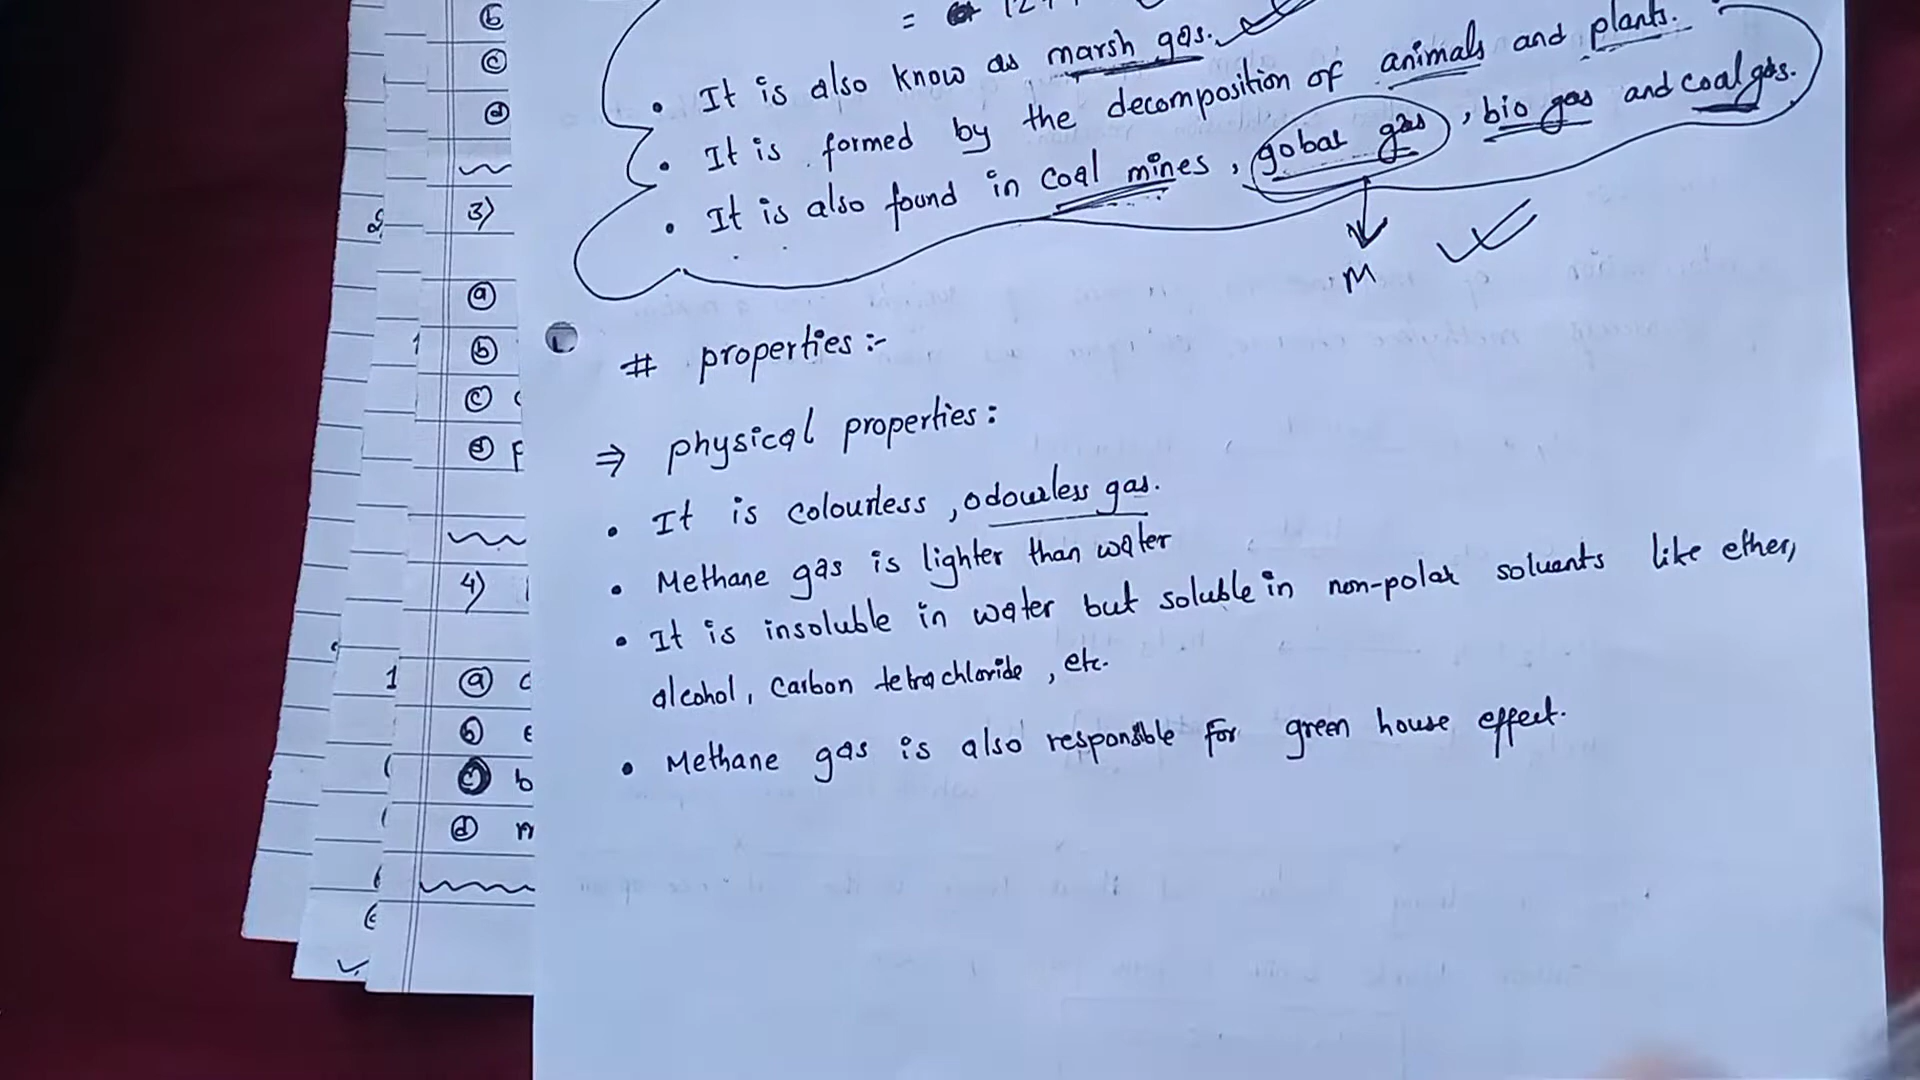 • It is also know as marsh gas.
• It is formed by the decomposition of animals and plants.
• It is also found in coal mines, gobar gas, bio gas and coal gas.
M
# properties :-
⇒ physical properties:
• It is colourless, odourless gas.
• Methane gas is lighter than water
• It is insoluble in water but soluble in non-polar solvents like ether,
alcohol, carbon tetrachloride, etc.
• Methane gas is also responsible for green house effect.
b
c
d
3)
a
b
c
d p
4)
1 a
b
c b
d m